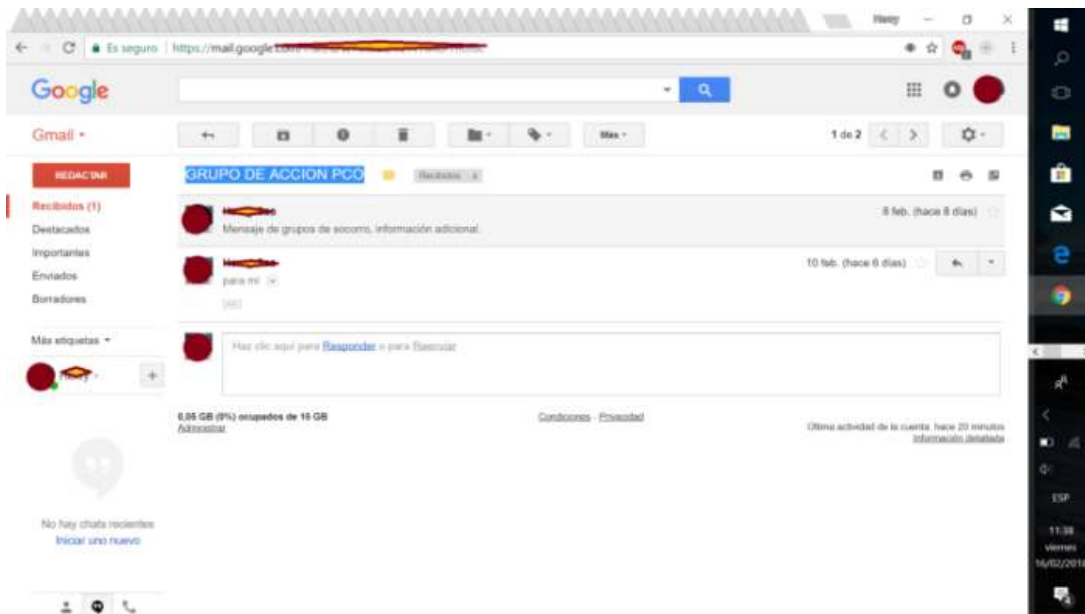 Es seguro
https://mail.google
Google
Gmail
Más
1 de 2
REDACTAR
GRUPO DE ACCION PCO
Recibidos
Recibidos (1)
8 feb. (hace 8 días)
Mensaje de grupos de socorro, información adicional.
Destacados
Importantes
10 feb. (hace 6 días)
Enviados
para mí
Borradores
Más etiquetas
Haz clic aquí para Responder o para Reenviar
0,05 GB (0%) ocupados de 15 GB
Administrar
Condiciones - Privacidad
Última actividad de la cuenta: hace 20 minutos
Información detallada
No hay chats recientes
Iniciar uno nuevo
ESP
11:38
viernes
16/02/2018